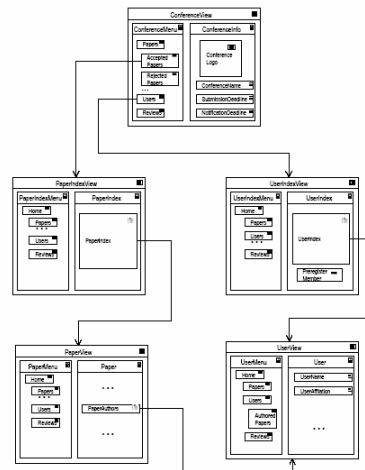 ConferenceView
ConferenceMenu
ConferenceInfo
Papers
Accepted
Papers
Rejected
Papers
...
Users
Reviews
Conference
Logo
ConferenceName
SubmissionDeadline
NotificationDeadline
PaperIndexView
PaperIndexMenu
PaperIndex
Home
Papers
...
Users
Reviews
PaperIndex
UserIndexView
UserIndexMenu
UserIndex
Home
Papers
Users
...
Reviews
UserIndex
Preregister
Member
PaperView
PaperMenu
Paper
Home
Papers
...
Users
Reviews
...
PaperAuthors
...
UserView
UserMenu
User
Home
Papers
Users
Authored
Papers
Reviews
UserName
UserAffiliation
...